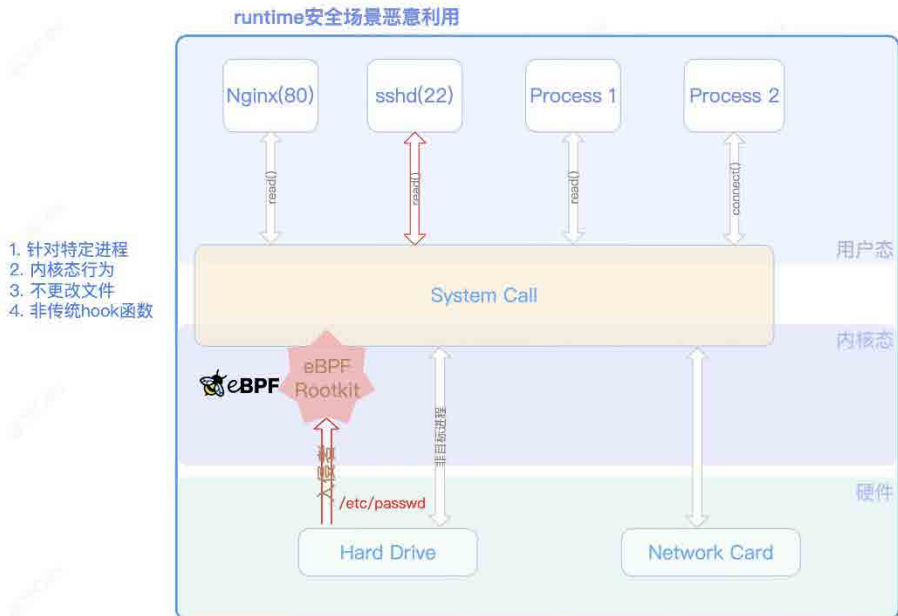 runtime安全场景恶意利用
Nginx(80)
sshd(22)
Process 1
Process 2
read()
read()
read()
connect()
用户态
1. 针对特定进程
2. 内核态行为
3. 不更改文件
4. 非传统hook函数
System Call
内核态
eBPF
eBPF
Rootkit
非目标进程
入侵者
/etc/passwd
硬件
Hard Drive
Network Card